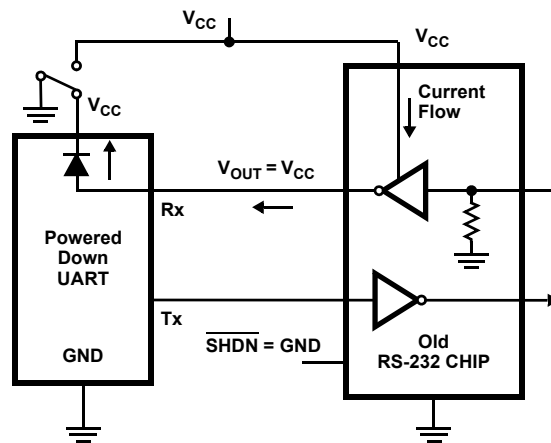 VCC
VCC
VCC
Current
Flow
VOUT = VCC
Rx
Powered
Down
UART
Tx
SHDN = GND
GND
Old
RS-232 CHIP